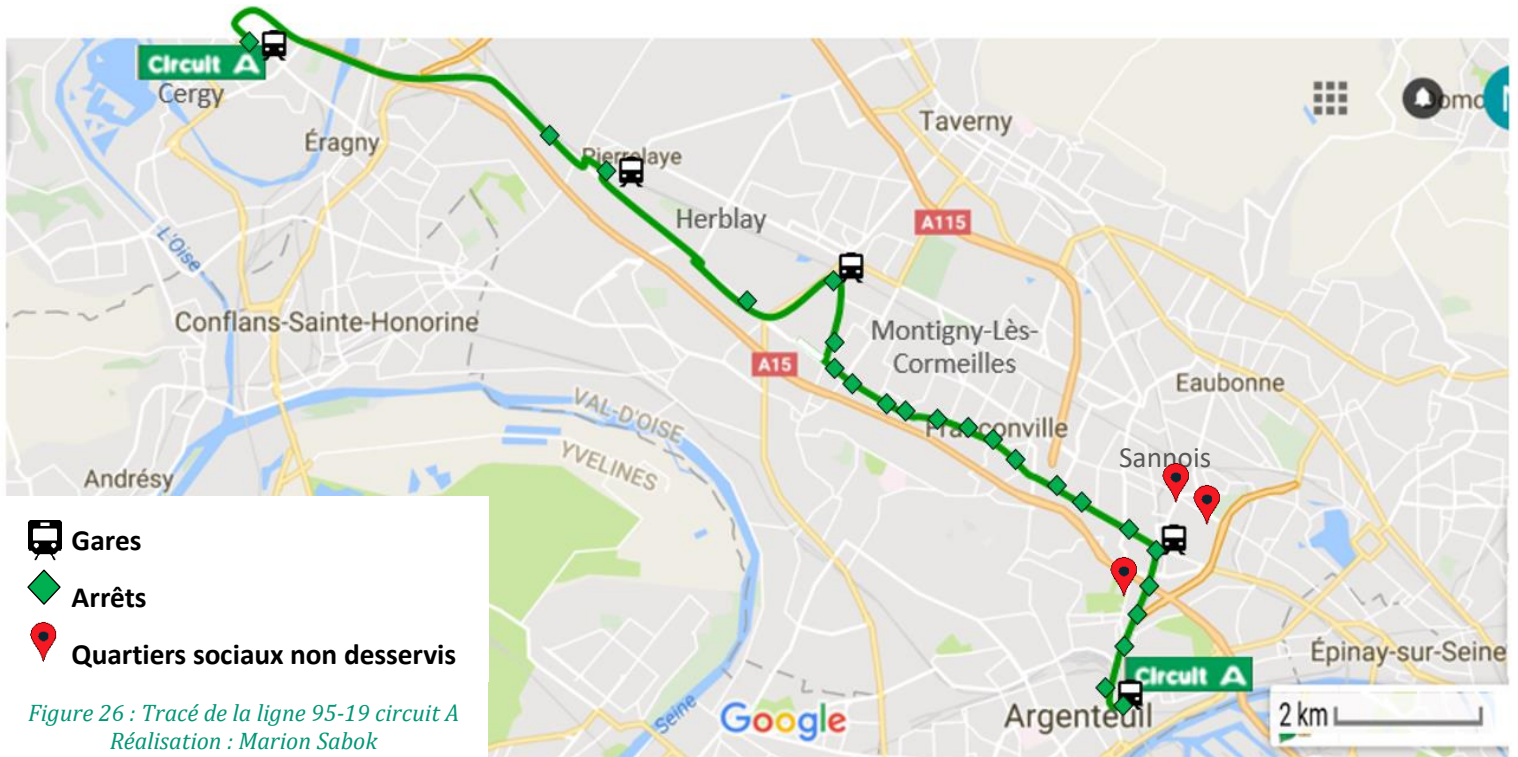 Circuit A
Cergy
Éragny
Pierrelaye
Taverny
Domo
Herblay
A115
L'Oise
Conflans-Sainte-Honorine
Montigny-Lès-
Cormeilles
A15
Eaubonne
VAL-D'OISE
YVELINES
Franconville
Sannois
Andrésy
Gares
Arrêts
Quartiers sociaux non desservis
Figure 26 : Tracé de la ligne 95-19 circuit A
Réalisation : Marion Sabok
Seine
Google
Argenteuil
Circuit A
Épinay-sur-Seine
2 km